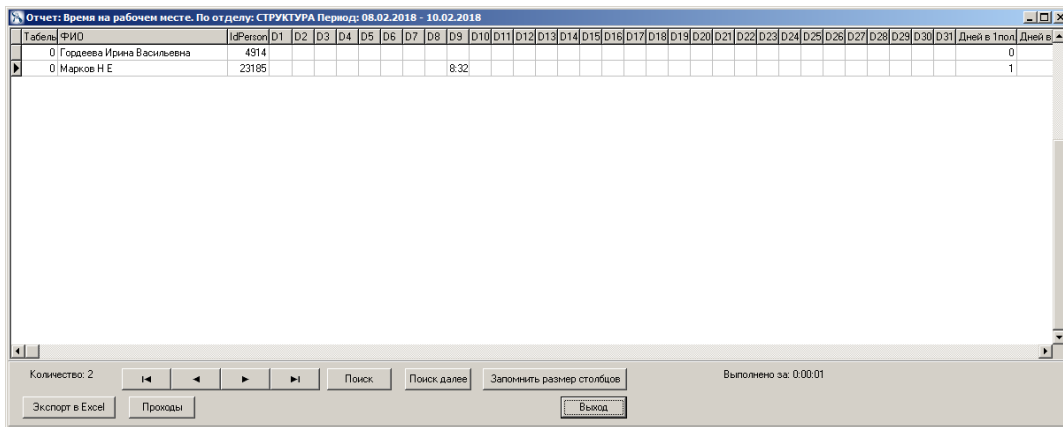 Отчет: Время на рабочем месте. По отделу: СТРУКТУРА Период: 08.02.2018 - 10.02.2018
Табель ФИО IdPerson D1 D2 D3 D4 D5 D6 D7 D8 D9 D10 D11 D12 D13 D14 D15 D16 D17 D18 D19 D20 D21 D22 D23 D24 D25 D26 D27 D28 D29 D30 D31 Дней в 1пол. Дней в
0 Гордеева Ирина Васильевна 4914 0
0 Марков Н Е 23185 8:32 1
Количество: 2 Поиск Поиск далее Запомнить размер столбцов Выполнено за: 0:00:01
Экспорт в Excel Проходы Выход